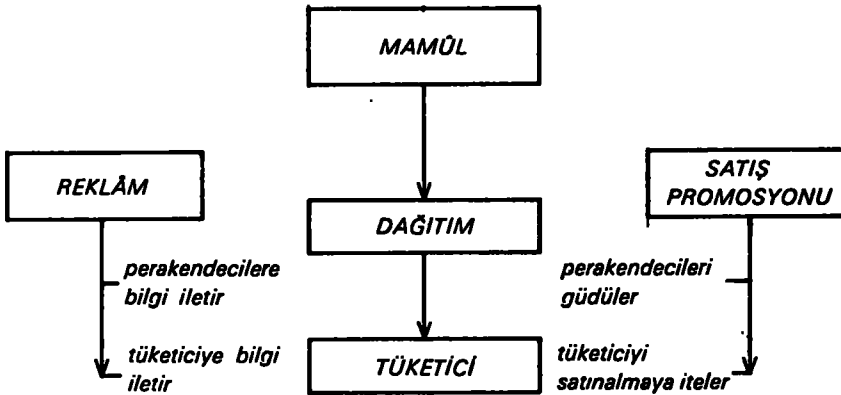 MAMÛL
REKLÂM
DAĞITIM
SATIŞ
PROMOSYONU
perakendecilere
bilgi iletir
perakendecileri
güdüler
tüketiciye bilgi
iletir
TÜKETİCİ
tüketiciyi
satınalmaya iteler